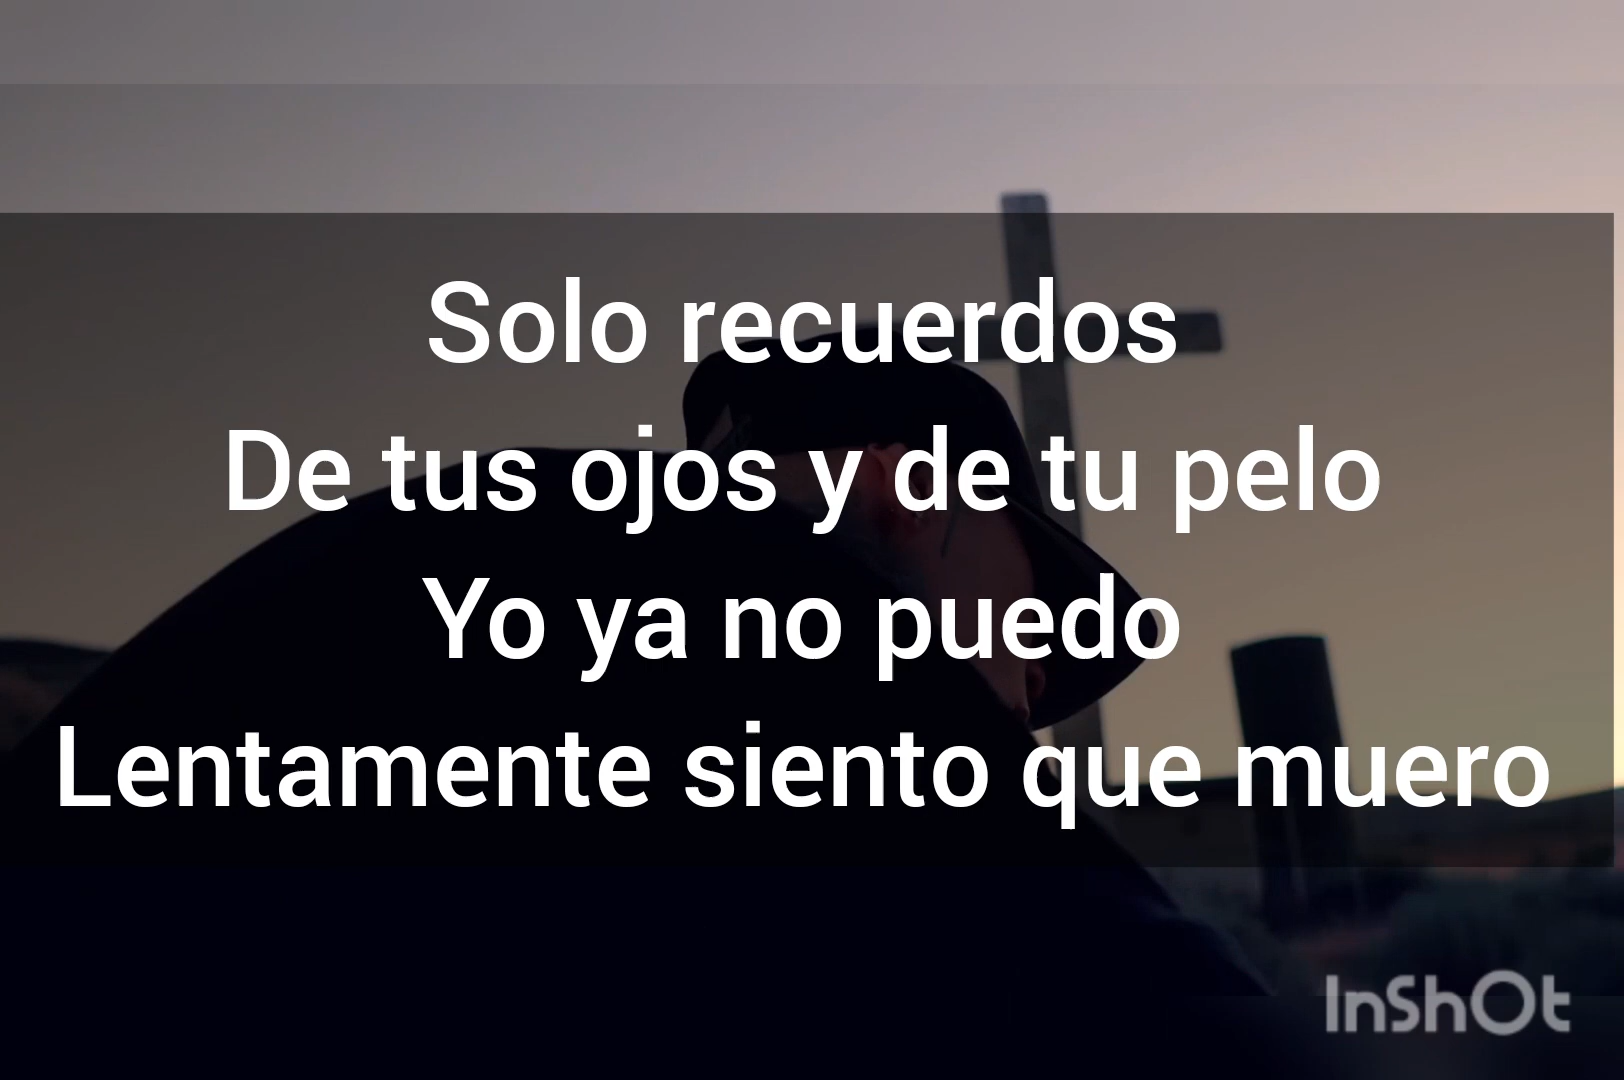 Solo recuerdos
De tus ojos y de tu pelo
Yo ya no puedo
Lentamente siento que muero
InShOt